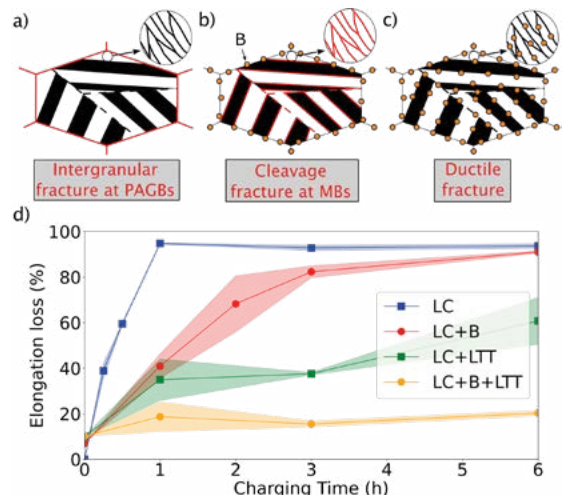 a)
b)
c)
B
Intergranular
fracture at PAGBs
Cleavage
fracture at MBs
Ductile
fracture
d)
Elongation loss (%)
100
80
60
40
20
0
LC
LC+B
LC+LTT
LC+B+LTT
0
1
2
3
4
5
6
Charging Time (h)